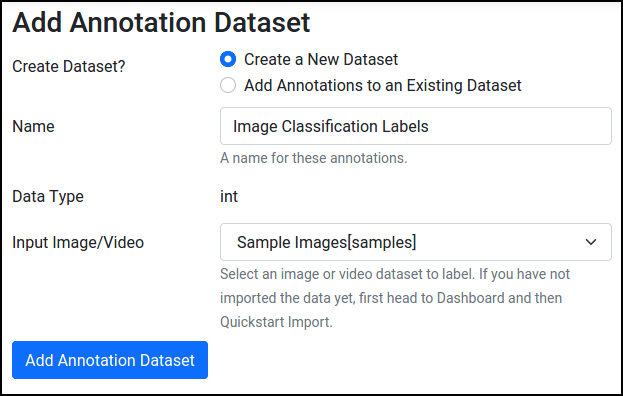 Add Annotation Dataset
Create Dataset?
Create a New Dataset
Add Annotations to an Existing Dataset
Name
Image Classification Labels
A name for these annotations.
Data Type
int
Input Image/Video
Sample Images[samples]
Select an image or video dataset to label. If you have not
imported the data yet, first head to Dashboard and then
Quickstart Import.
Add Annotation Dataset